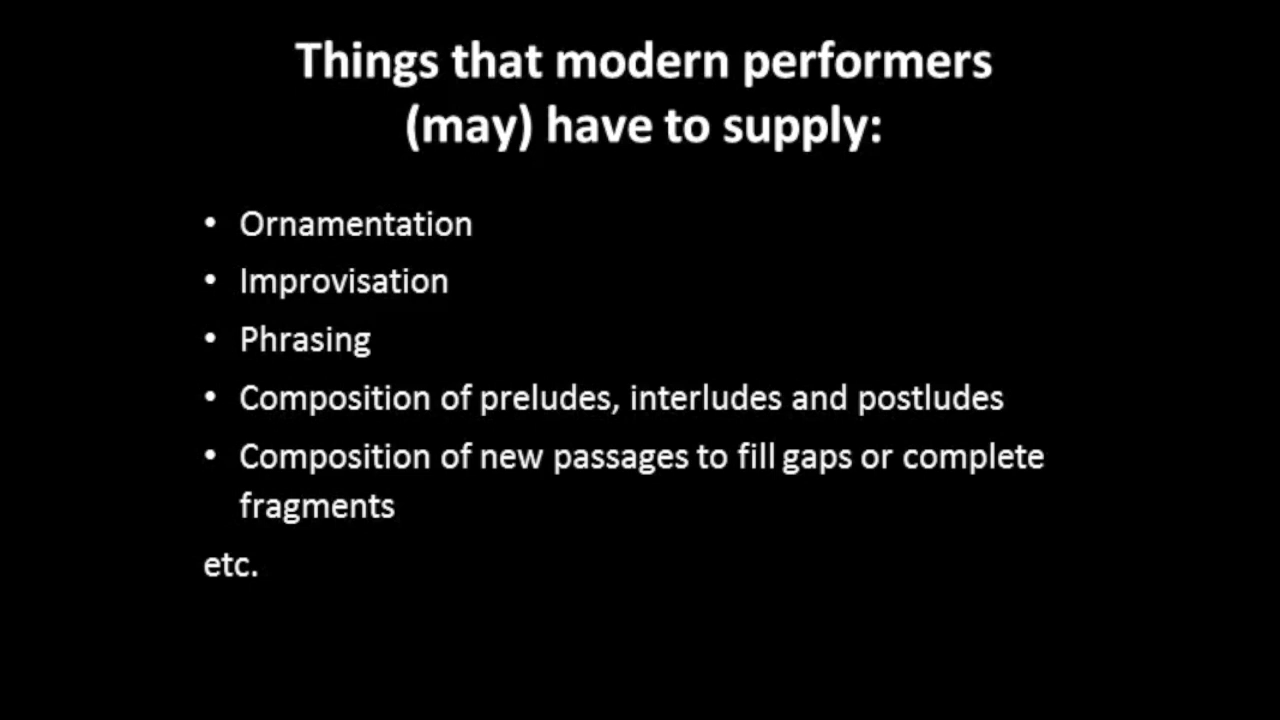 Things that modern performers
(may) have to supply:
• Ornamentation
• Improvisation
• Phrasing
• Composition of preludes, interludes and postludes
• Composition of new passages to fill gaps or complete
fragments
etc.